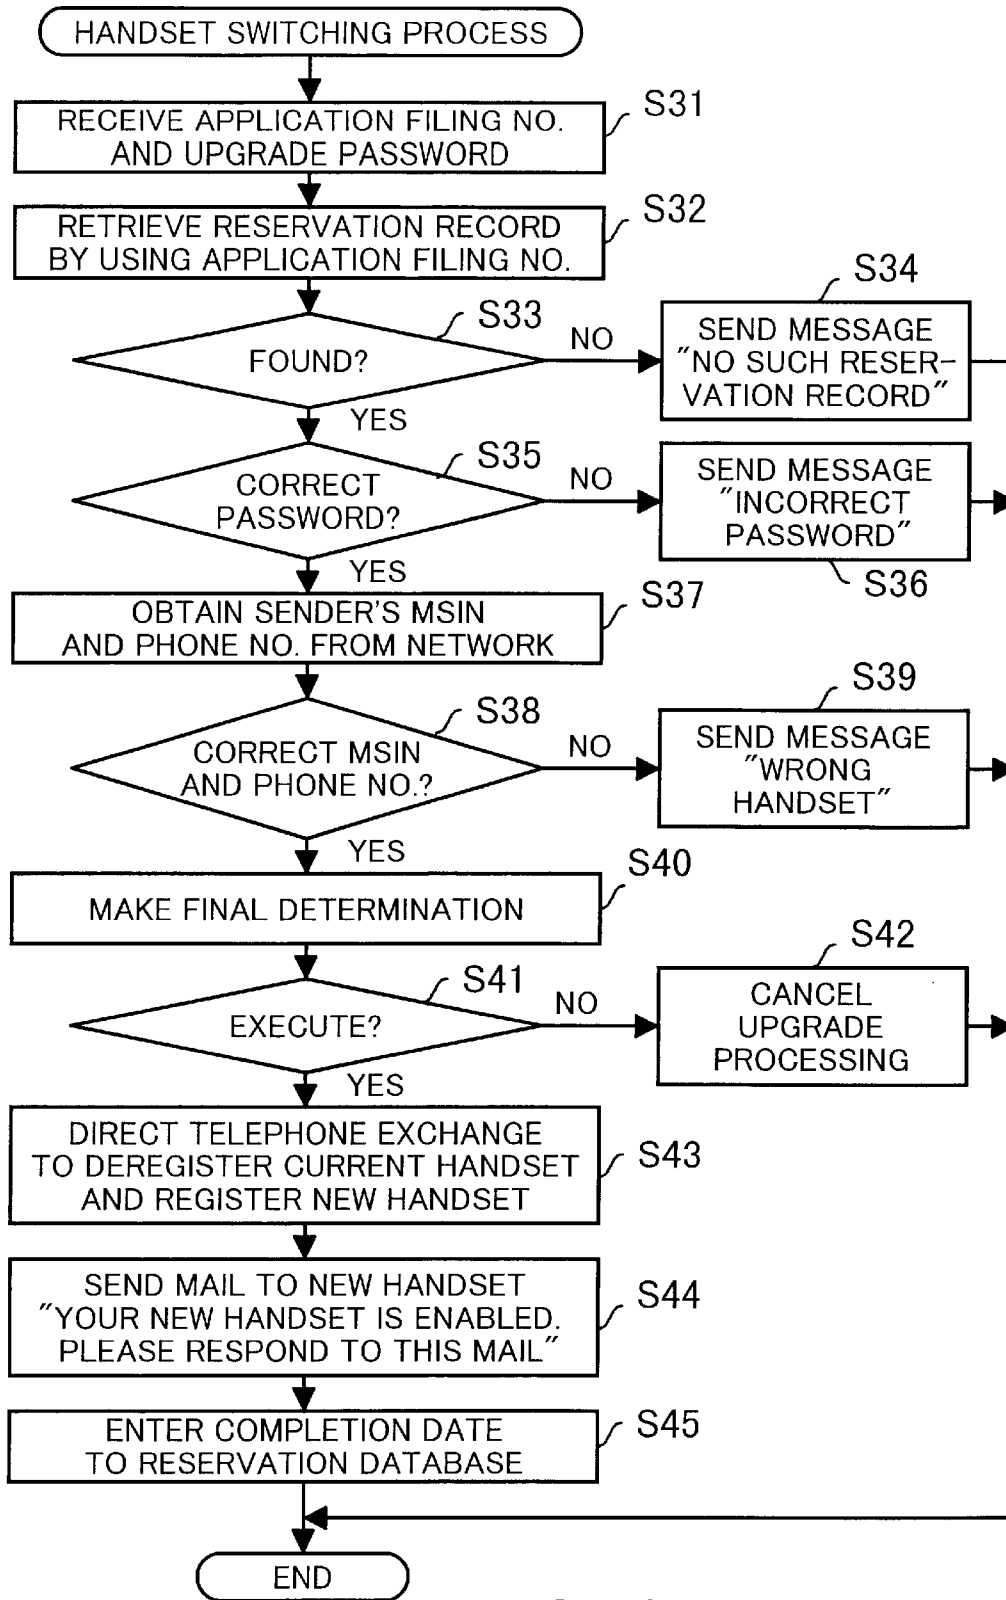 HANDSET SWITCHING PROCESS
S31
RECEIVE APPLICATION FILING NO.
AND UPGRADE PASSWORD
S32
RETRIEVE RESERVATION RECORD
BY USING APPLICATION FILING NO.
S33
FOUND?
NO
YES
S34
SEND MESSAGE
"NO SUCH RESER-
VATION RECORD"
S35
CORRECT
PASSWORD?
NO
YES
SEND MESSAGE
"INCORRECT
PASSWORD"
S36
S37
OBTAIN SENDER'S MSIN
AND PHONE NO. FROM NETWORK
S38
CORRECT MSIN
AND PHONE NO.?
NO
YES
S39
SEND MESSAGE
"WRONG
HANDSET"
S40
MAKE FINAL DETERMINATION
S41
EXECUTE?
NO
YES
S42
CANCEL
UPGRADE
PROCESSING
DIRECT TELEPHONE EXCHANGE
TO DEREGISTER CURRENT HANDSET
AND REGISTER NEW HANDSET
S43
SEND MAIL TO NEW HANDSET
"YOUR NEW HANDSET IS ENABLED.
PLEASE RESPOND TO THIS MAIL"
S44
ENTER COMPLETION DATE
TO RESERVATION DATABASE
S45
END